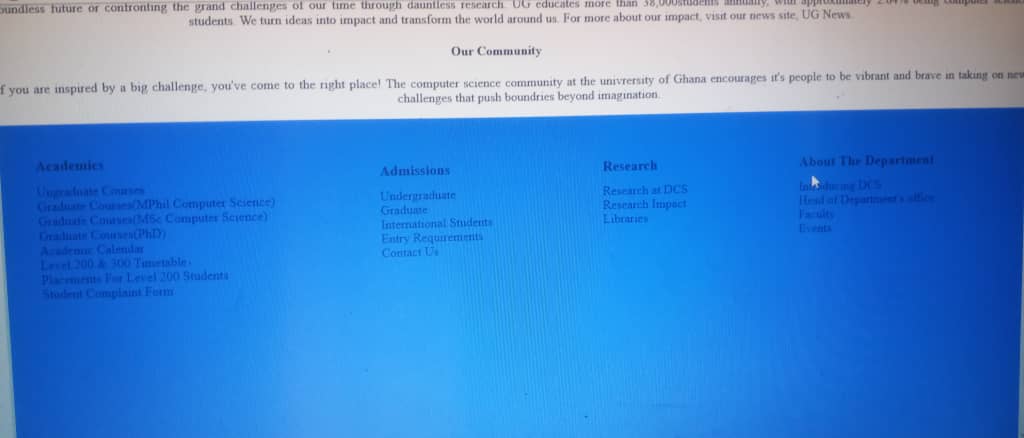 oundless future or confronting the grand challenges of our time through dauntless research. UG educates more than 38,000students annually, with approximately 2.04% being
students. We turn ideas into impact and transform the world around us. For more about our impact, visit our news site, UG News.
Our Community
f you are inspired by a big challenge, you've come to the right place! The computer science community at the univrersity of Ghana encourages it's people to be vibrant and brave in taking on new
challenges that push boundries beyond imagination.
Academics
Ungraduate Courses
Graduate Courses(MPhil Computer Science)
Graduate Courses(MSc Computer Science)
Graduate Courses(PhD)
Academic Calendar
Level 200 & 300 Timetable
Placements For Level 200 Students
Student Complaint Form
Admissions
Undergraduate
Graduate
International Students
Entry Requirements
Contact Us
Research
Research at DCS
Research Impact
Libraries
About The Department
Introducing DCS
Head of Department's office
Faculty
Events